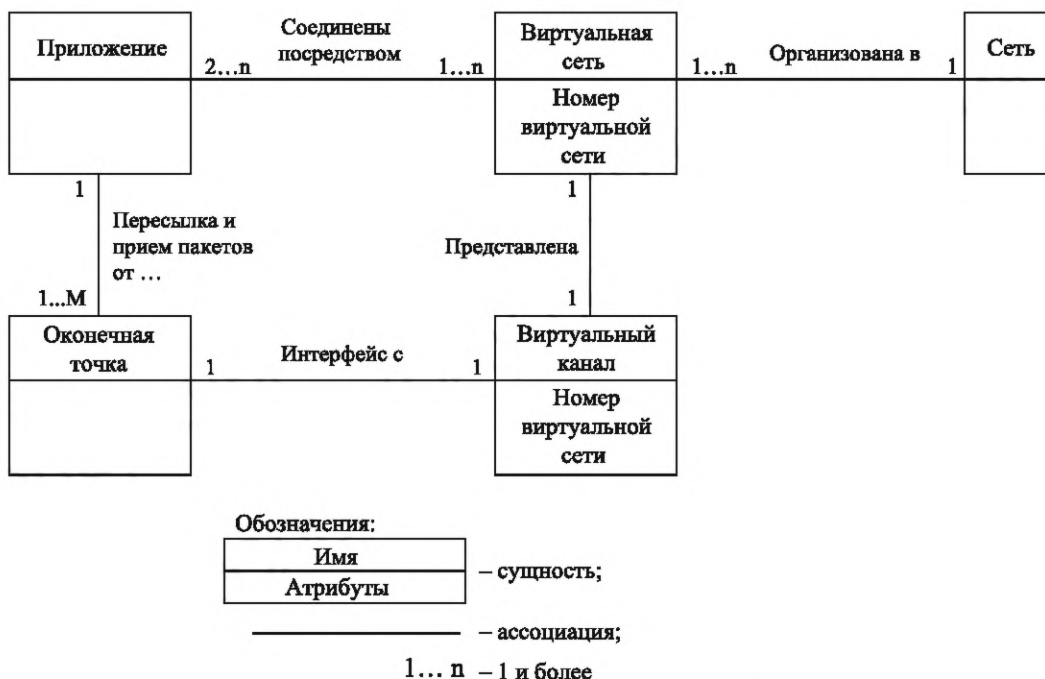 Приложение
2...n
Соединены
посредством
1...n
Виртуальная
сеть
Номер
виртуальной
сети
1...n
Организована в
1
Сеть
1
Пересылка и
прием пакетов
от ...
1...М
1
Представлена
1
Оконечная
точка
1
Интерфейс с
1
Виртуальный
канал
Номер
виртуальной
сети
Обозначения:
Имя
Атрибуты
– сущность;
– ассоциация;
1... n – 1 и более